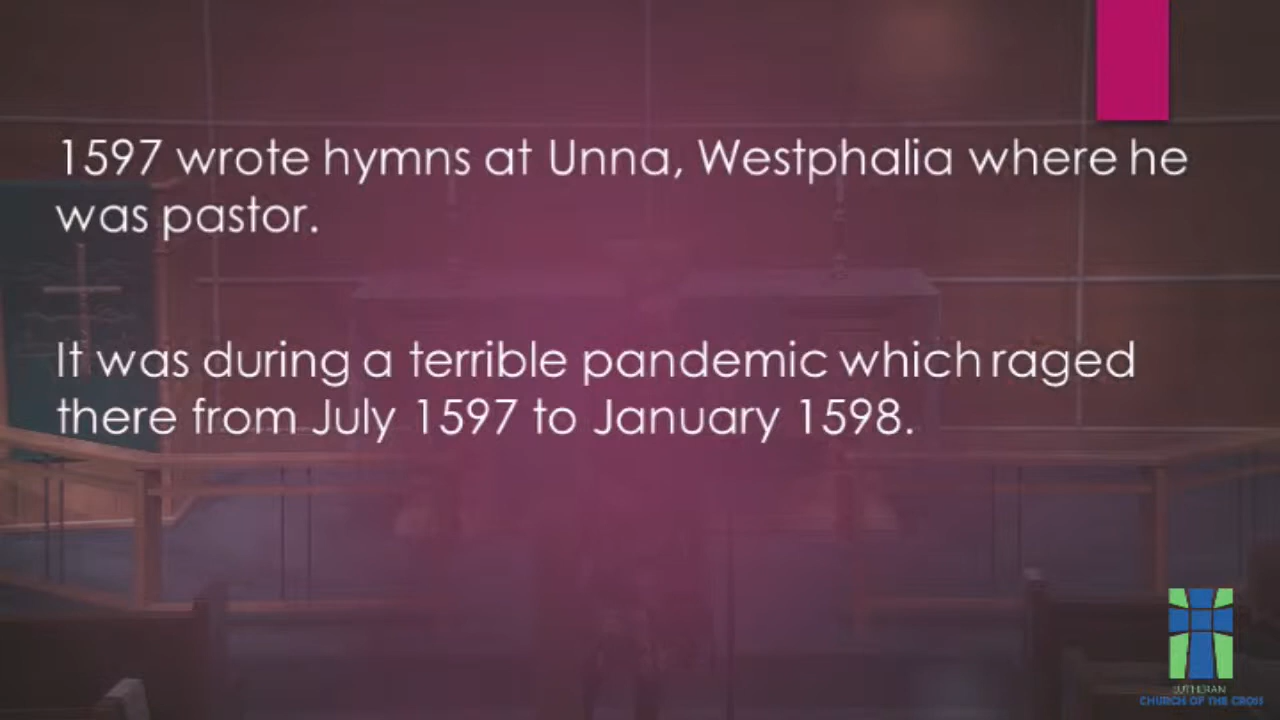 1597 wrote hymns at Unna, Westphalia where he
was pastor.
It was during a terrible pandemic which raged
there from July 1597 to January 1598.
LUTHERAN
CHURCH OF THE CROSS